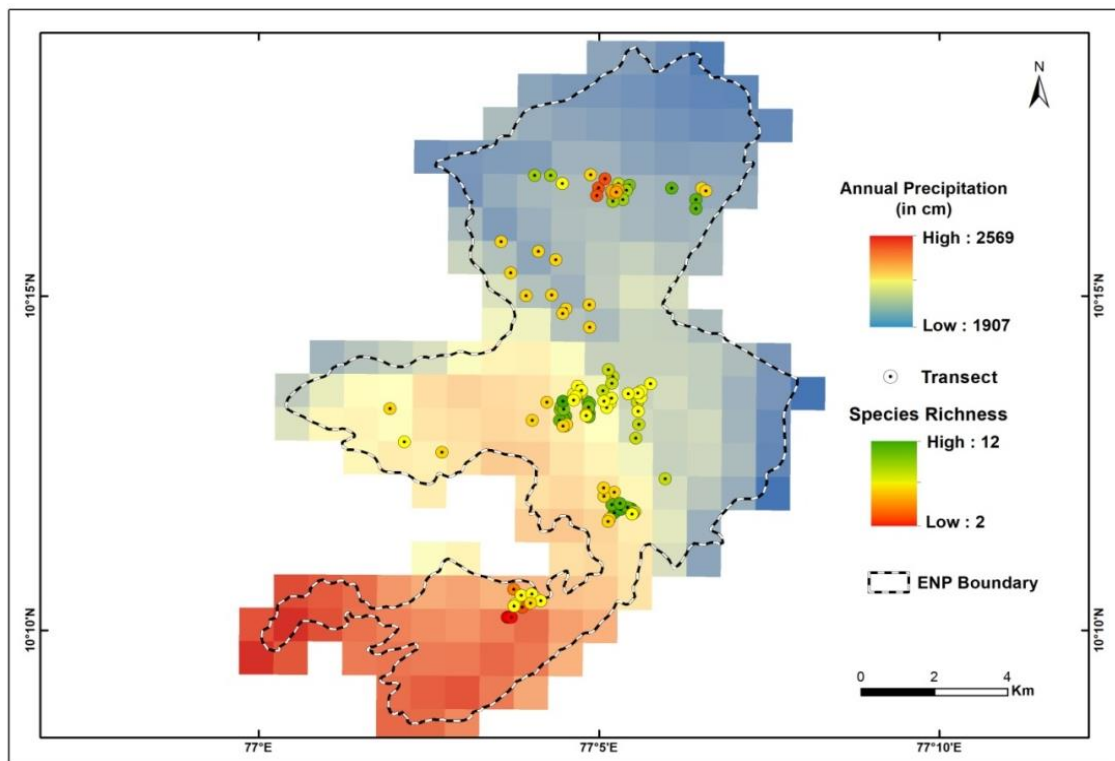 N
Annual Precipitation
(in cm)
High : 2569
Low : 1907
Transect
Species Richness
High : 12
Low : 2
ENP Boundary
0 2 4
Km
10°15'N
10°15'N
10°10'N
10°10'N
77°E
77°5'E
77°10'E